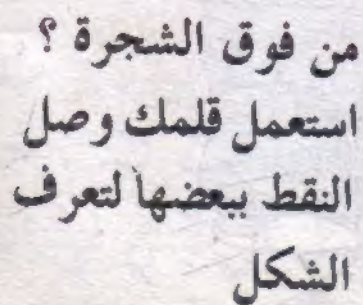 من فوق الشجرة ؟
استعمل قلمك وصل
النقط ببعضها لتعرف
الشكل